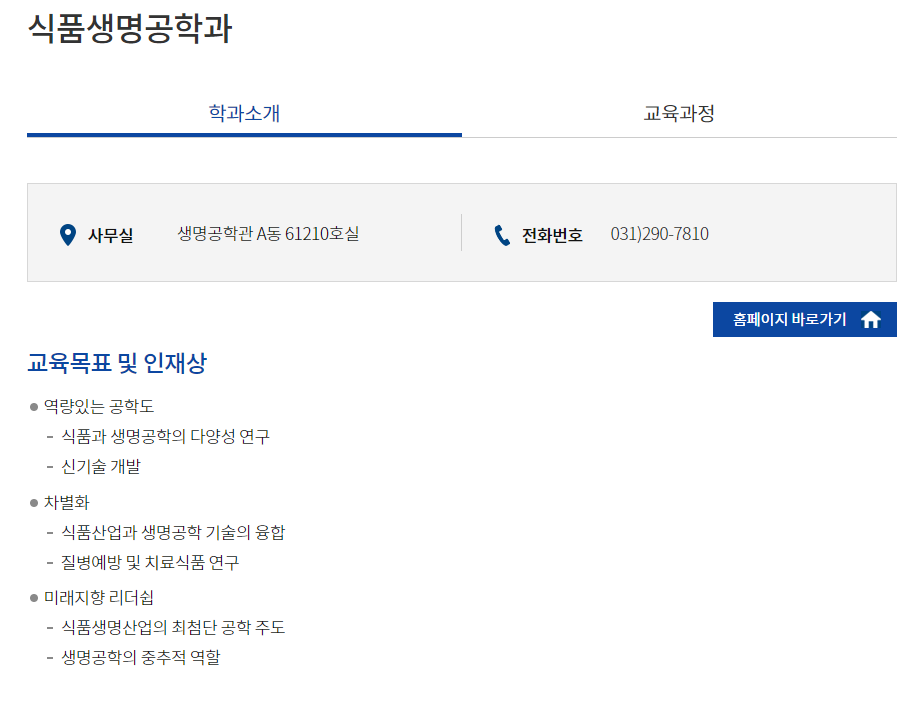 식품생명공학과
학과소개
교육과정
사무실 생명공학관 A동 61210호실
전화번호 031)290-7810
홈페이지 바로가기
교육목표 및 인재상
● 역량있는 공학도
- 식품과 생명공학의 다양성 연구
- 신기술 개발
● 차별화
- 식품산업과 생명공학 기술의 융합
- 질병예방 및 치료식품 연구
● 미래지향 리더쉽
- 식품생명산업의 최첨단 공학 주도
- 생명공학의 중추적 역할